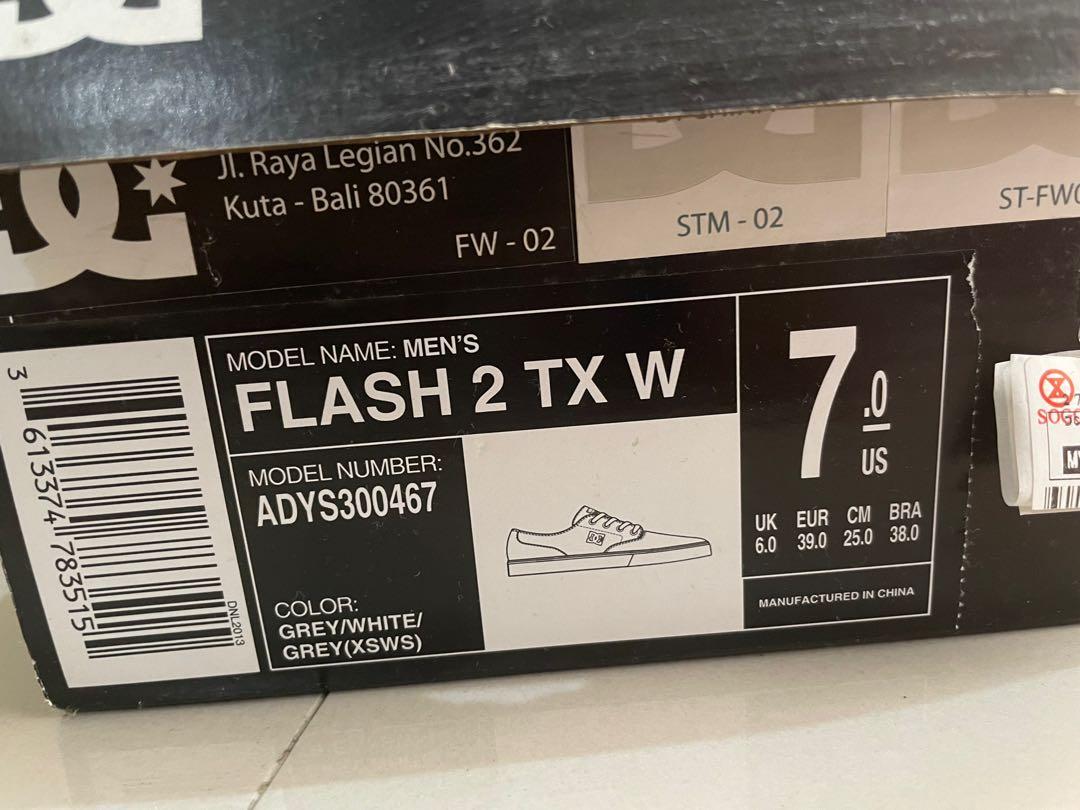 Jl. Raya Legian No.362
Kuta - Bali 80361
FW - 02
STM - 02
MODEL NAME: MEN'S
FLASH 2 TX W
MODEL NUMBER:
ADYS300467
COLOR:
GREY/WHITE/
GREY(XSWS)
7.0
US
UK EUR CM BRA
6.0 39.0 25.0 38.0
MANUFACTURED IN CHINA
3 613374 783515
DNL2013